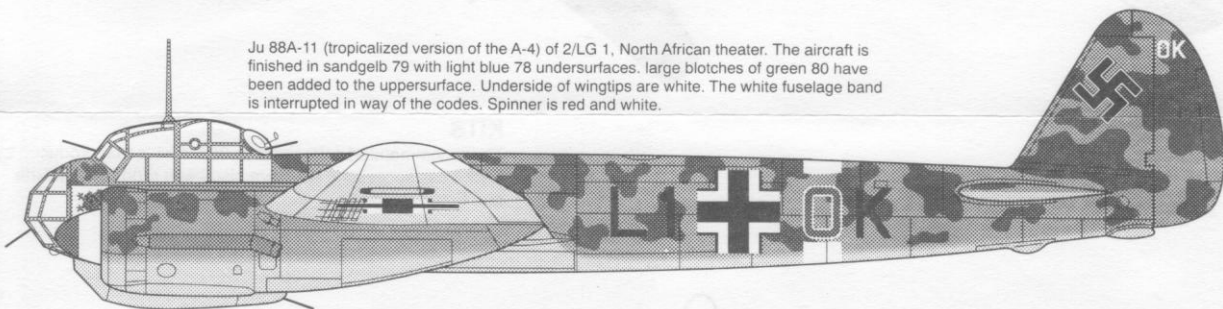 Ju 88A-11 (tropicalized version of the A-4) of 2/LG 1, North African theater. The aircraft is
finished in sandgelb 79 with light blue 78 undersurfaces. large blotches of green 80 have
been added to the uppersurface. Underside of wingtips are white. The white fuselage band
is interrupted in way of the codes. Spinner is red and white.
OK
L1 OK